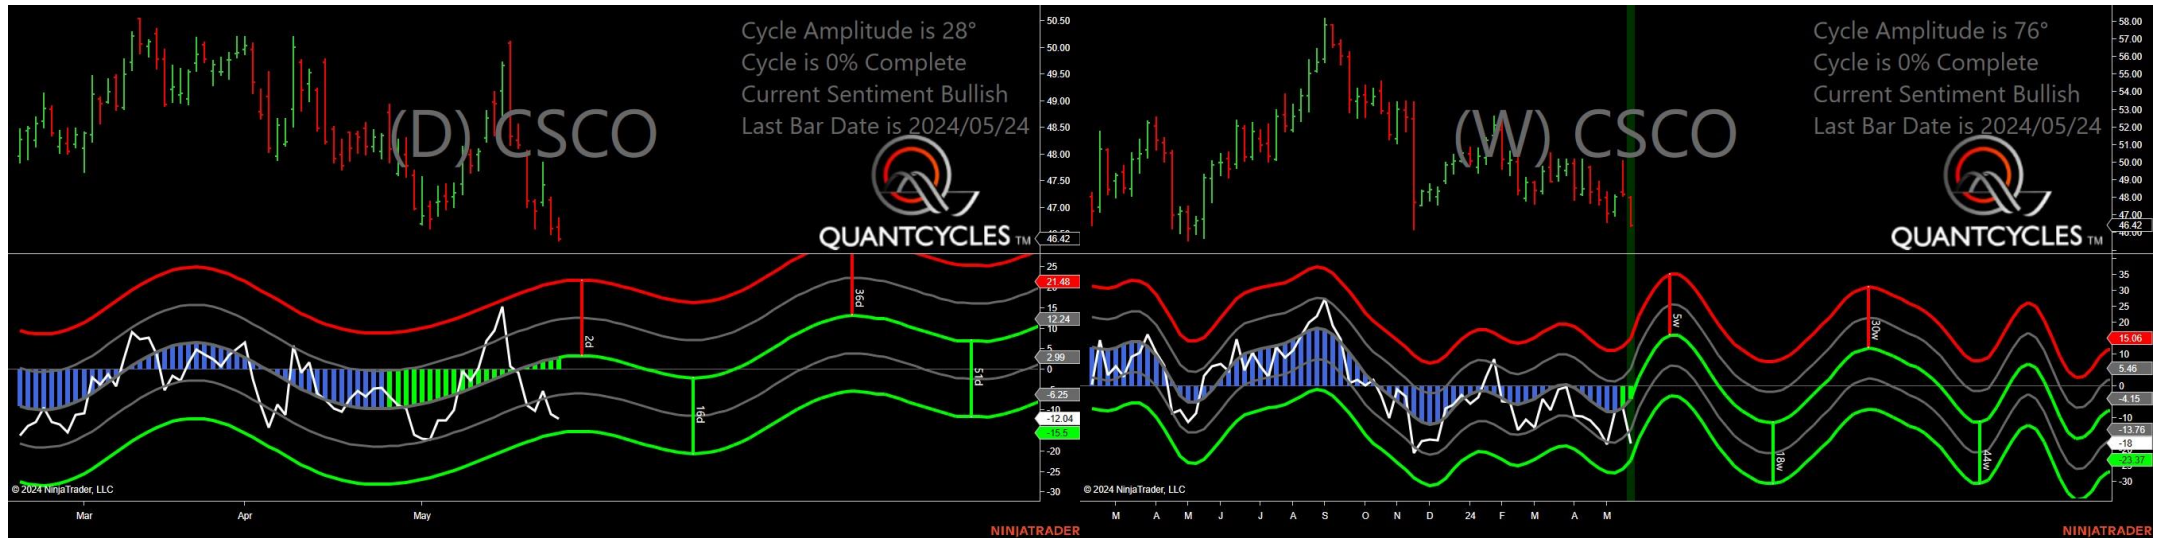 Cycle Amplitude is 28°
Cycle is 0% Complete
Current Sentiment Bullish
Last Bar Date is 2024/05/24
(D) CSCO
QUANTCYCLES TM
50.50
50.00
49.50
49.00
48.50
48.00
47.50
47.00
46.42
25
21.48
15
12.24
10
5
2.99
0
-6.25
-10
-12.04
-15.5
-20
-25
-30
2d
16d
36d
51d
© 2024 NinjaTrader, LLC
Mar
Apr
May
NINJATRADER
Cycle Amplitude is 76°
Cycle is 0% Complete
Current Sentiment Bullish
Last Bar Date is 2024/05/24
(W) CSCO
QUANTCYCLES TM
58.00
57.00
56.00
55.00
54.00
53.00
52.00
51.00
50.00
49.00
48.00
47.00
46.42
35
30
25
20
15.06
10
5.46
0
-4.15
-10
-13.76
-18
-23.37
-30
5w
18w
30w
44w
© 2024 NinjaTrader, LLC
M A M J J A S O N D 24 F M A M
NINJATRADER